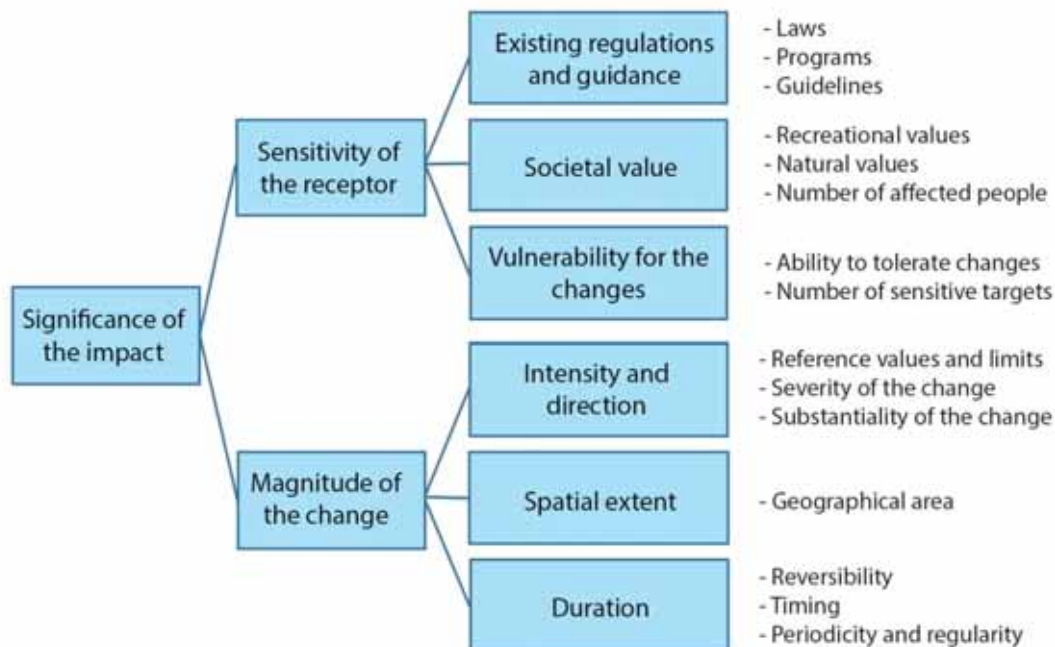 Significance of
the impact
Sensitivity of
the receptor
Existing regulations
and guidance
- Laws
- Programs
- Guidelines
Societal value
- Recreational values
- Natural values
- Number of affected people
Vulnerability for the
changes
- Ability to tolerate changes
- Number of sensitive targets
Magnitude of
the change
Intensity and
direction
- Reference values and limits
- Severity of the change
- Substantiality of the change
Spatial extent
- Geographical area
Duration
- Reversibility
- Timing
- Periodicity and regularity